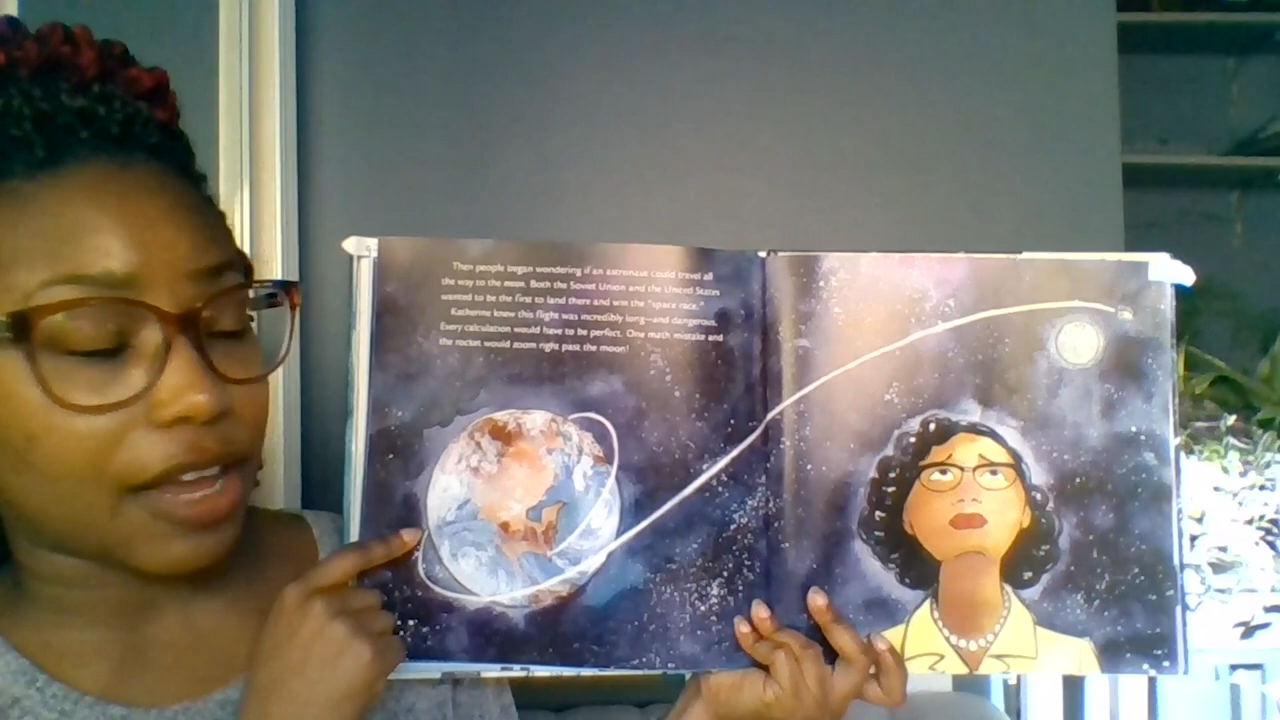 Then people began wondering if an astronaut could travel all
the way to the moon. Both the Soviet Union and the United States
wanted to be the first to land there and win the "space race."
Katherine knew this flight was incredibly long—and dangerous.
Every calculation would have to be perfect. One math mistake and
the rocket would zoom right past the moon!